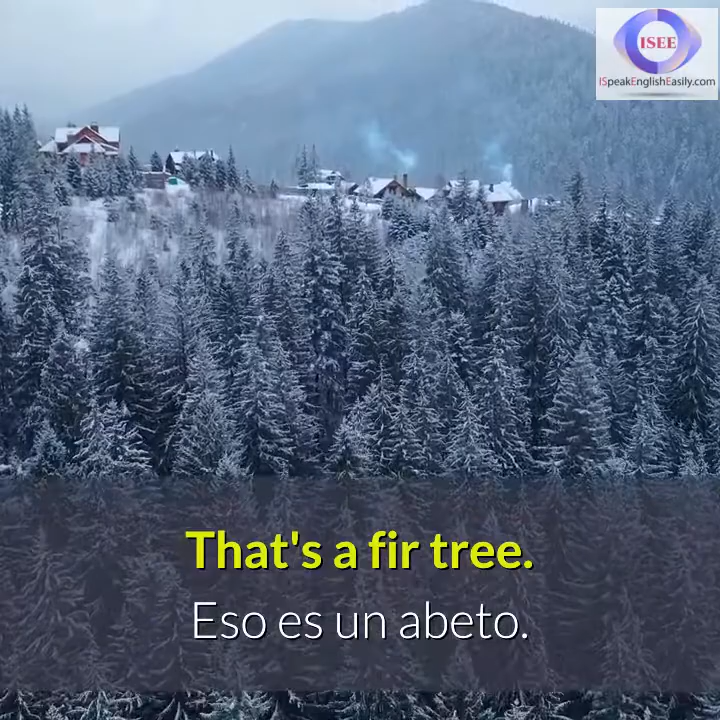 ISEE
ISpeakEnglishEasily.com
That's a fir tree.
Eso es un abeto.